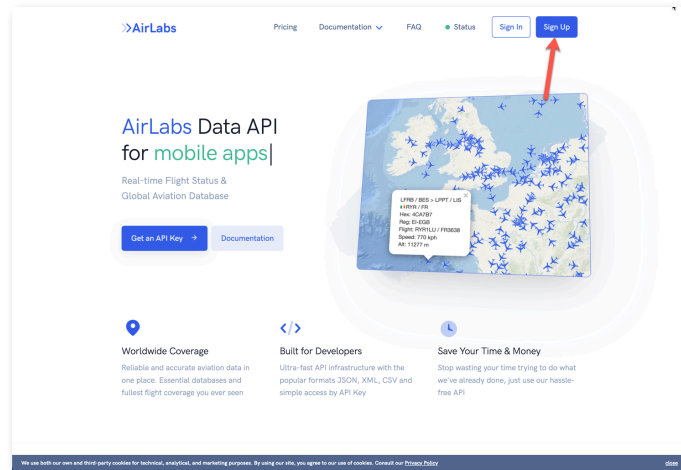 AirLabs
Pricing Documentation FAQ Status Sign In Sign Up
AirLabs Data API
for mobile apps|
Real-time Flight Status &
Global Aviation Database
Get an API Key → Documentation
LFRB / BES > LPPT / LIS
RYR / FR
Hex: 4CA7B7
Reg: EI-EGB
Flight: RYR1LU / FR3638
Speed: 770 kph
Alt: 11277 m
Worldwide Coverage
Reliable and accurate aviation data in
one place. Essential databases and
fullest flight coverage you ever seen
</> 
Built for Developers
Ultra-fast API infrastructure with the
popular formats JSON, XML, CSV and
simple access by API Key
Save Your Time & Money
Stop wasting your time trying to do what
we've already done, just use our hassle-
free API
We use both our own and third-party cookies for technical, analytical, and marketing purposes. By using our site, you agree to our use of cookies. Consult our Privacy Policy close